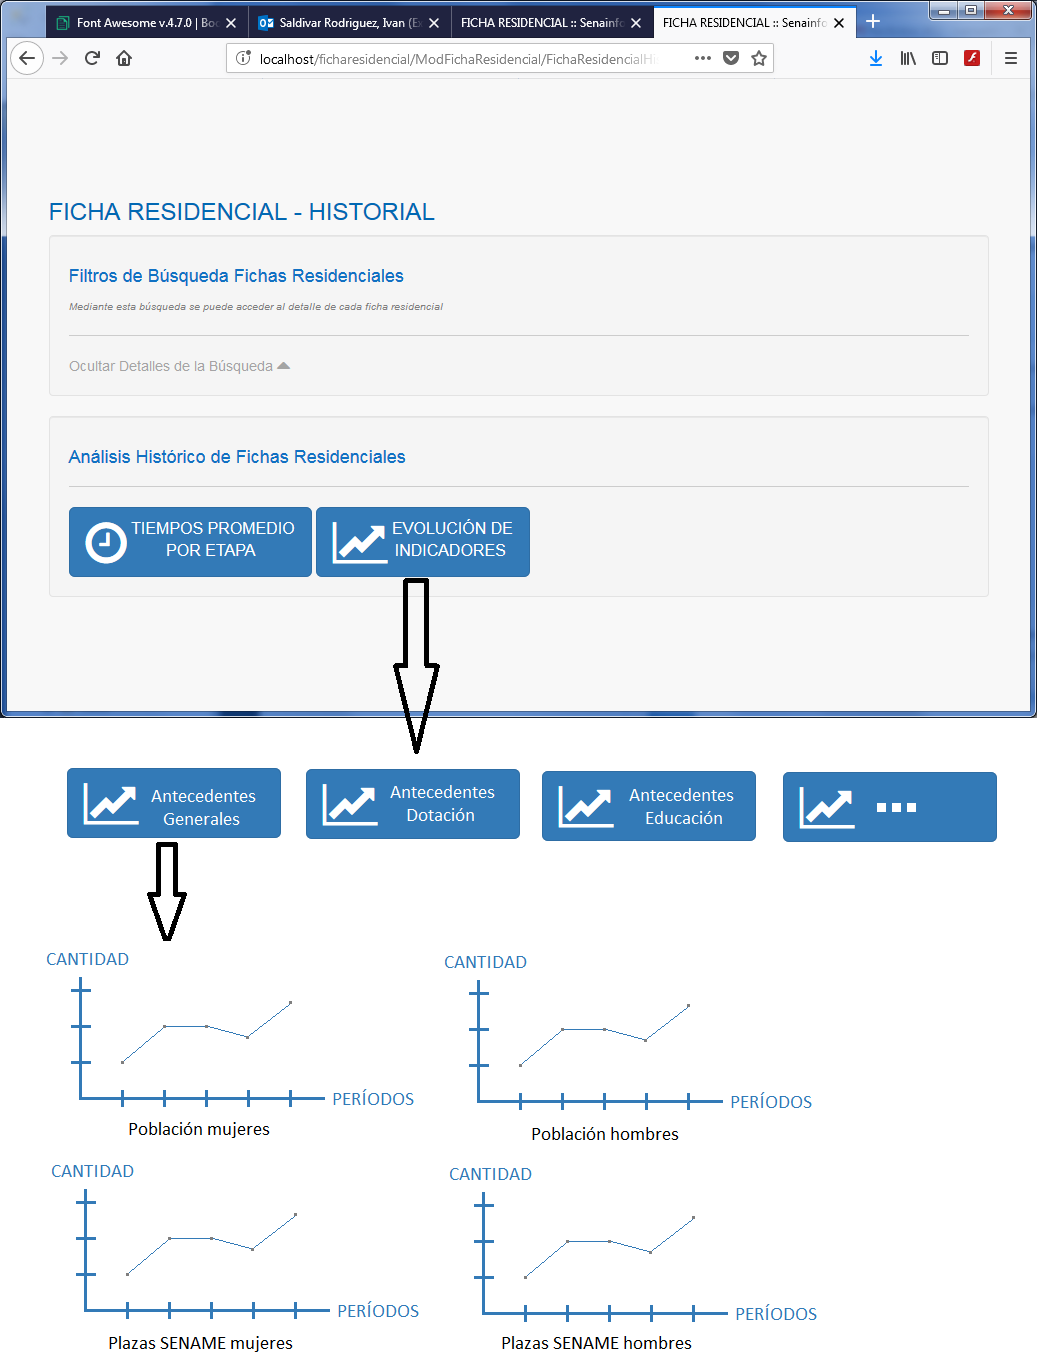 Font Awesome v.4.7.0 | Boo
Saldivar Rodriguez, Ivan (Ex
FICHA RESIDENCIAL :: Senainfo
FICHA RESIDENCIAL :: Senainfo
localhost/ficharesidencial/ModFichaResidencial/FichaResidencialHis
FICHA RESIDENCIAL - HISTORIAL
Filtros de Búsqueda Fichas Residenciales
Mediante esta búsqueda se puede acceder al detalle de cada ficha residencial
Ocultar Detalles de la Búsqueda
Análisis Histórico de Fichas Residenciales
TIEMPOS PROMEDIO
POR ETAPA
EVOLUCIÓN DE
INDICADORES
Antecedentes
Generales
Antecedentes
Dotación
Antecedentes
Educación
...
CANTIDAD
PERÍODOS
Población mujeres
CANTIDAD
PERÍODOS
Población hombres
CANTIDAD
PERÍODOS
Plazas SENAME mujeres
CANTIDAD
PERÍODOS
Plazas SENAME hombres